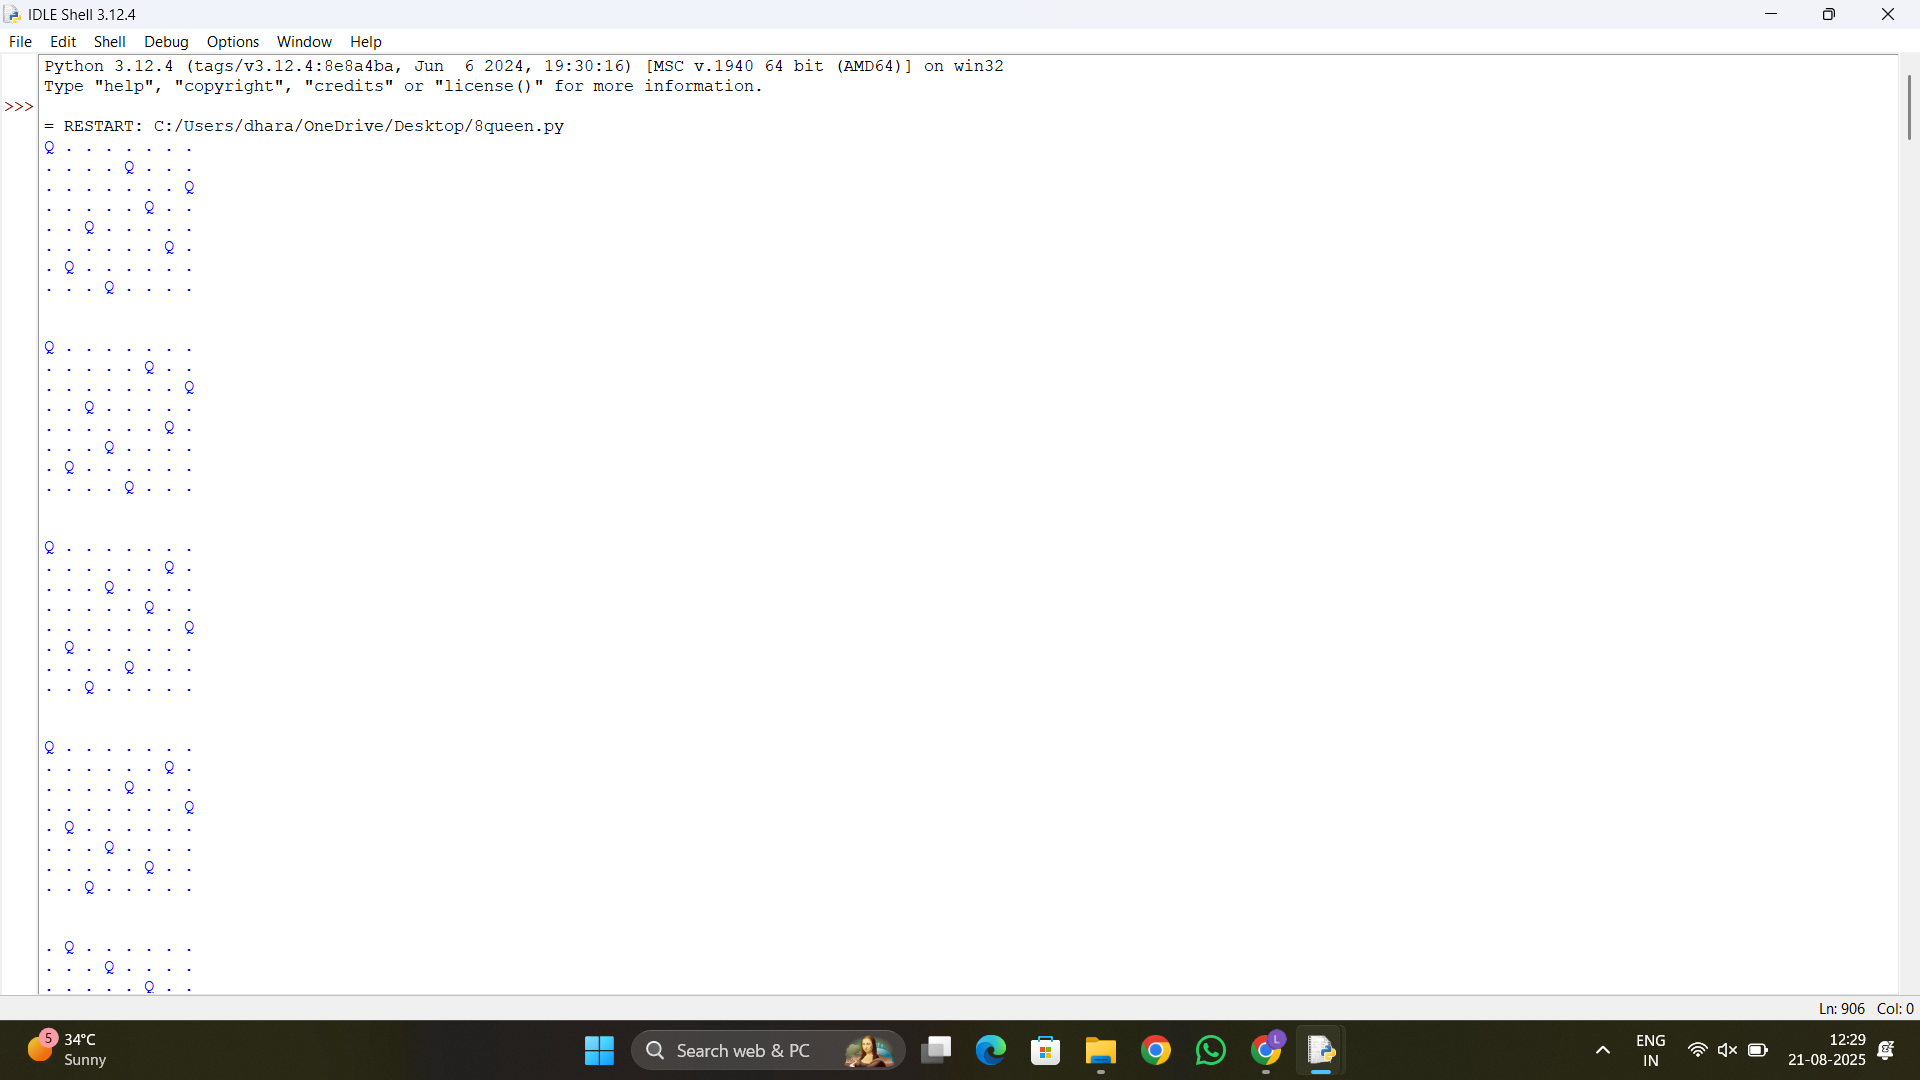 IDLE Shell 3.12.4
File Edit Shell Debug Options Window Help
Python 3.12.4 (tags/v3.12.4:8e8a4ba, Jun  6 2024, 19:30:16) [MSC v.1940 64 bit (AMD64)] on win32
Type "help", "copyright", "credits" or "license()" for more information.
>>>
= RESTART: C:/Users/dhara/OneDrive/Desktop/8queen.py
Q . . . . . . .
. . . . Q . . .
. . . . . . . Q
. . . . . Q . .
. . Q . . . . .
. . . . . . Q .
. Q . . . . . .
. . . Q . . . .
Q . . . . . . .
. . . . . Q . .
. . . . . . . Q
. . Q . . . . .
. . . . . . Q .
. . . Q . . . .
. Q . . . . . .
. . . . Q . . .
Q . . . . . . .
. . . . . . Q .
. . . Q . . . .
. . . . . Q . .
. . . . . . . Q
. Q . . . . . .
. . . . Q . . .
. . Q . . . . .
Q . . . . . . .
. . . . . . Q .
. . . . Q . . .
. . . . . . . Q
. Q . . . . . .
. . . Q . . . .
. . . . . Q . .
. . Q . . . . .
. Q . . . . . .
. . . Q . . . .
. . . . . Q . .
Ln: 906 Col: 0
5
34°C
Sunny
Search web & PC
L
ENG
IN
12:29
21-08-2025